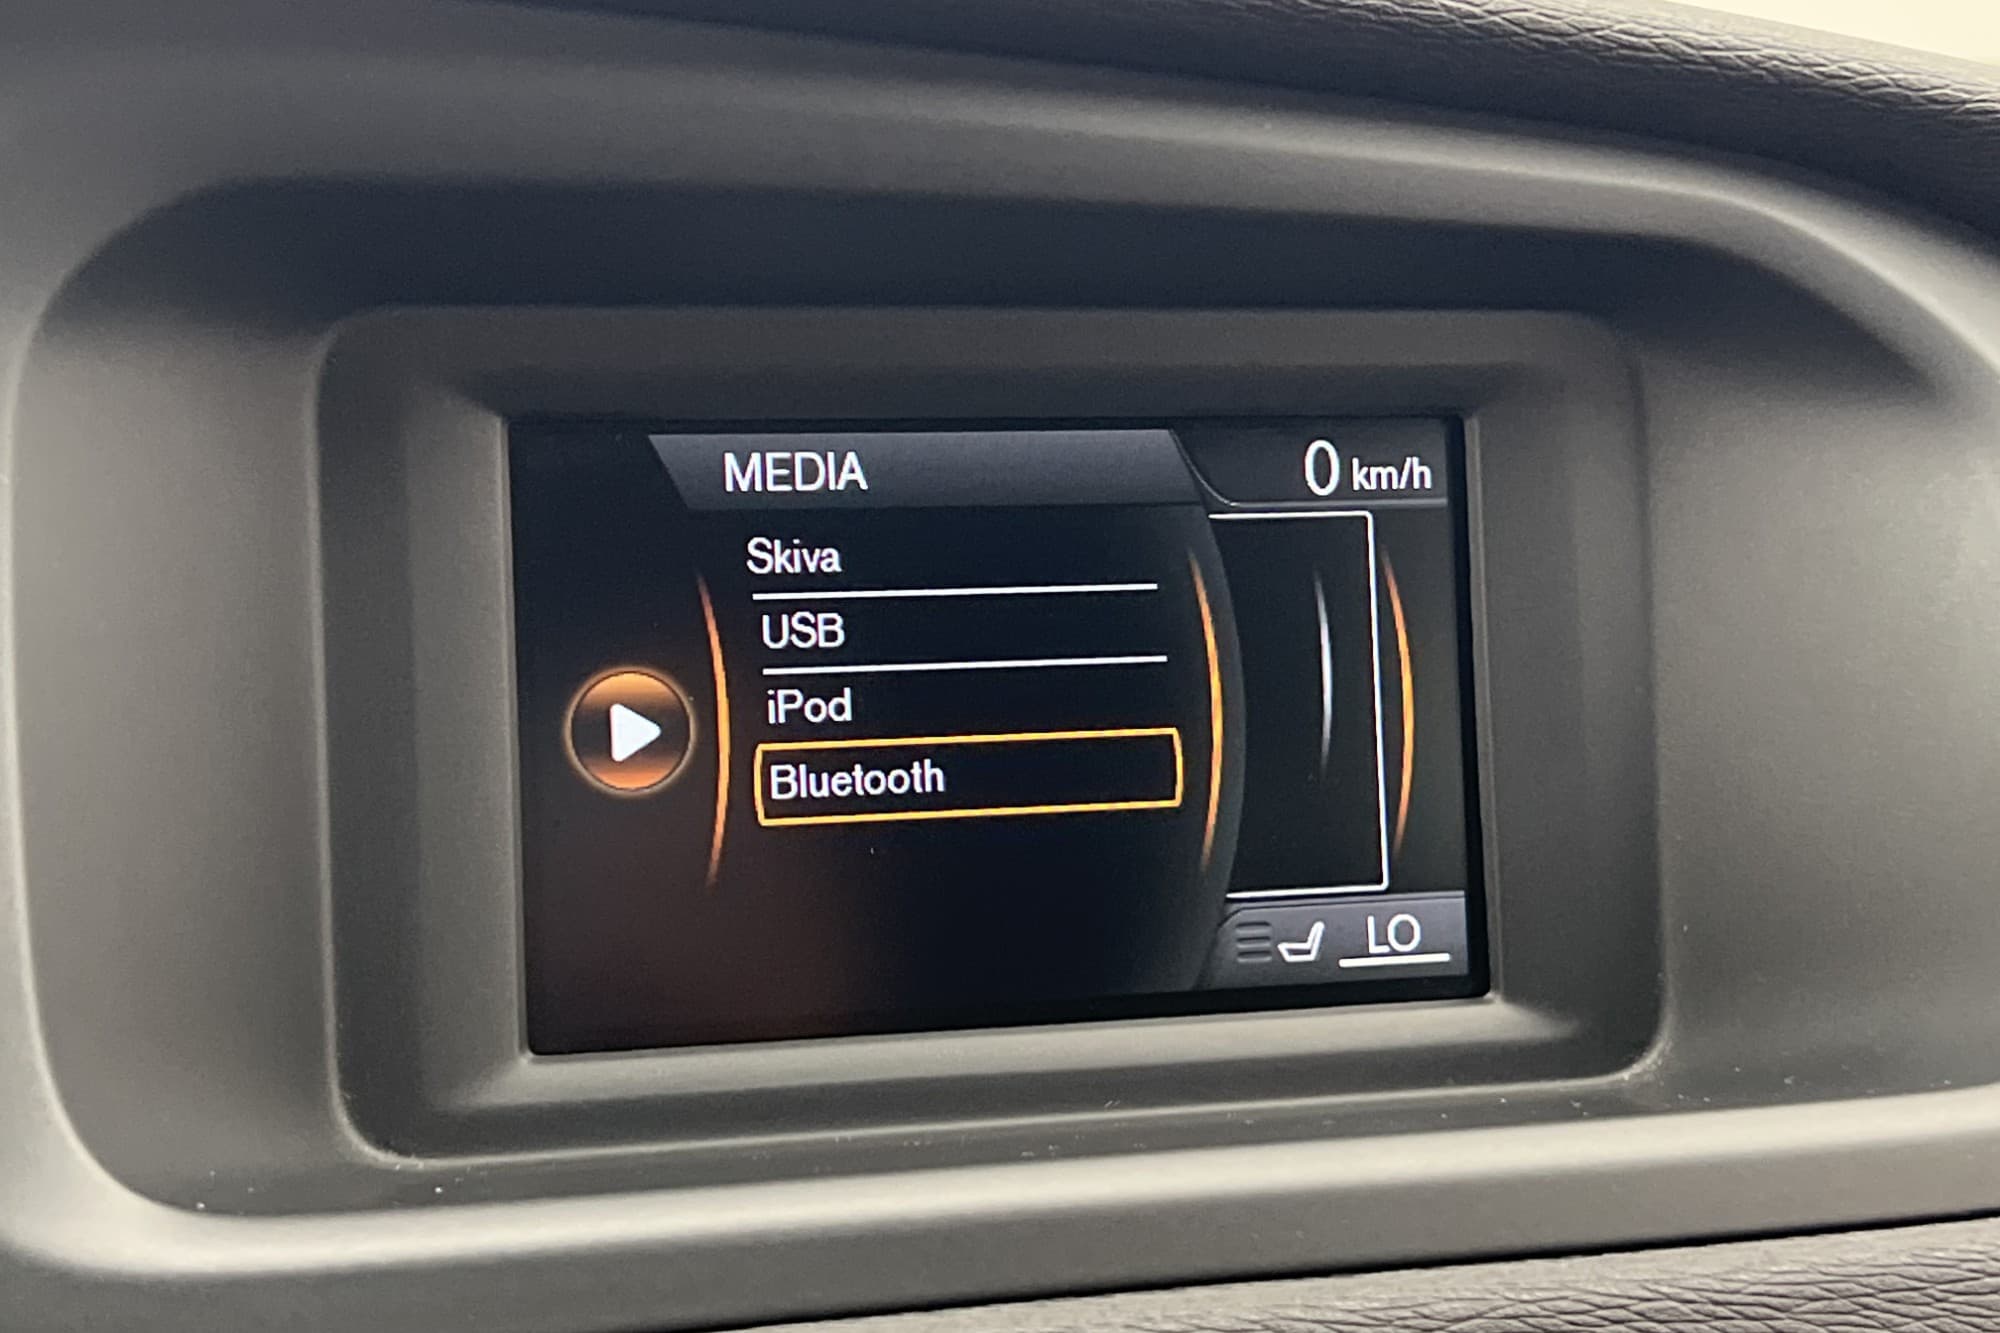 MEDIA
0 km/h
Skiva
USB
iPod
Bluetooth
LO